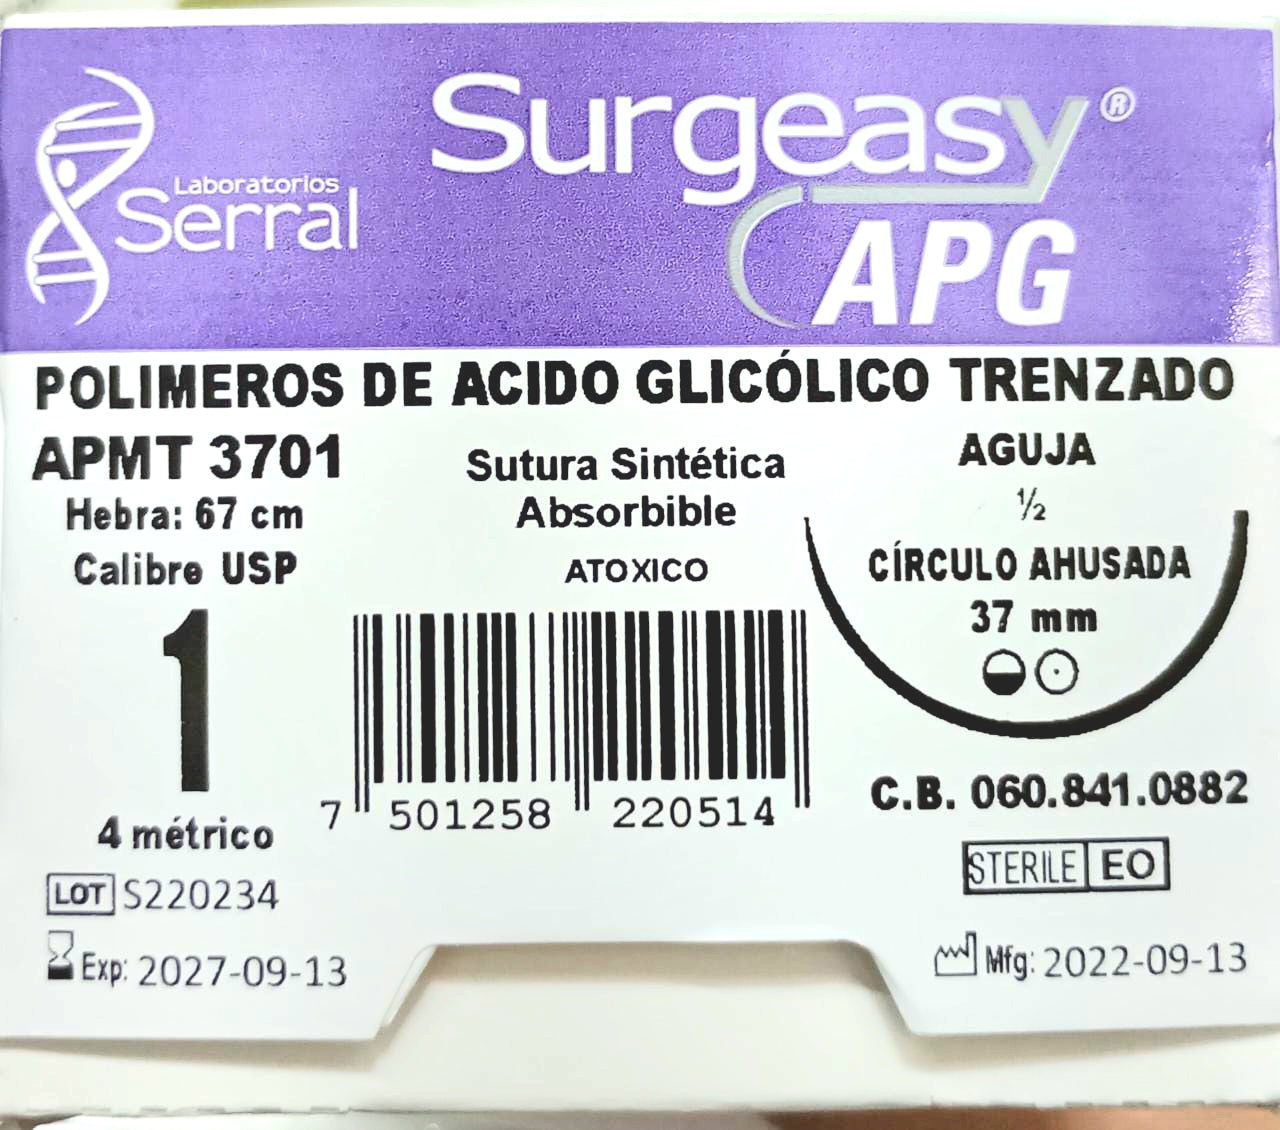 Laboratorios
Serral
Surgeasy®
APG
POLIMEROS DE ACIDO GLICÓLICO TRENZADO
APMT 3701
Hebra: 67 cm
Calibre USP
1
4 métrico
LOT S220234
Exp: 2027-09-13
Sutura Sintética
Absorbible
ATOXICO
7 501258 220514
AGUJA
½
CÍRCULO AHUSADA
37 mm
C.B. 060.841.0882
STERILE EO
Mfg: 2022-09-13